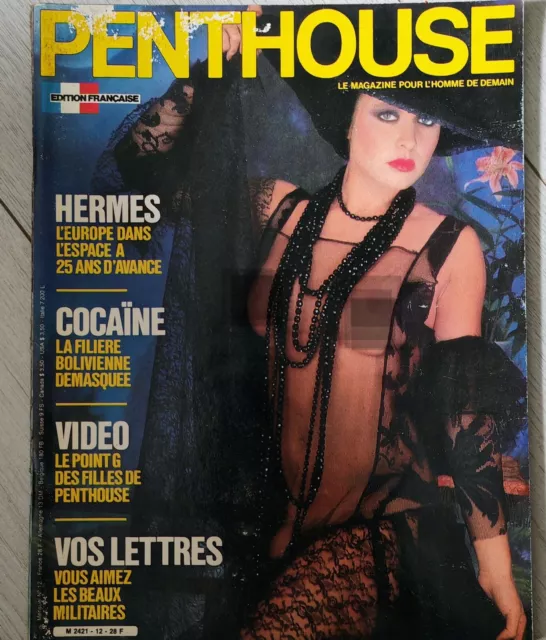 PENTHOUSE
LE MAGAZINE POUR L'HOMME DE DEMAIN
EDITION FRANÇAISE
HERMES
L'EUROPE DANS
L'ESPACE A
25 ANS D'AVANCE
COCAÏNE
LA FILIERE
BOLIVIENNE
DEMASQUEE
VIDEO
LE POINT G
DES FILLES DE
PENTHOUSE
VOS LETTRES
VOUS AIMEZ
LES BEAUX
MILITAIRES
M 2421 - 12 - 28 F